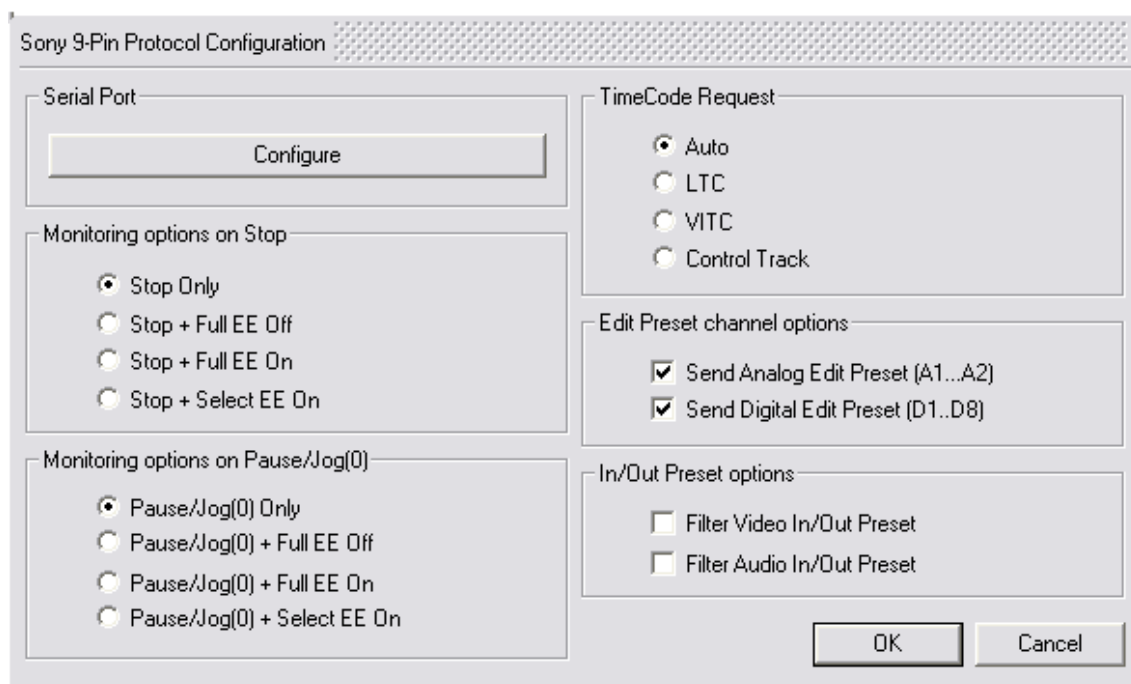 Sony 9-Pin Protocol Configuration
Serial Port
Configure
Monitoring options on Stop
Stop Only
Stop + Full EE Off
Stop + Full EE On
Stop + Select EE On
Monitoring options on Pause/Jog(0)
Pause/Jog(0) Only
Pause/Jog(0) + Full EE Off
Pause/Jog(0) + Full EE On
Pause/Jog(0) + Select EE On
TimeCode Request
Auto
LTC
VITC
Control Track
Edit Preset channel options
Send Analog Edit Preset (A1...A2)
Send Digital Edit Preset (D1..D8)
In/Out Preset options
Filter Video In/Out Preset
Filter Audio In/Out Preset
OK
Cancel